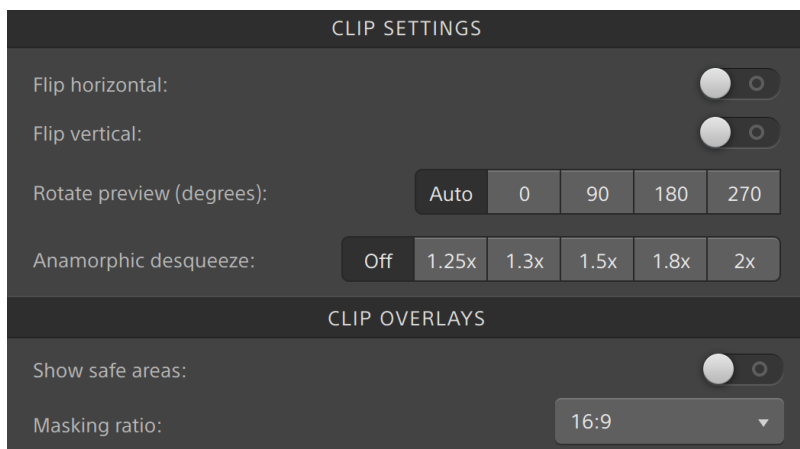 CLIP SETTINGS
Flip horizontal:
Flip vertical:
Rotate preview (degrees): Auto 0 90 180 270
Anamorphic desqueeze: Off 1.25x 1.3x 1.5x 1.8x 2x
CLIP OVERLAYS
Show safe areas:
Masking ratio: 16:9